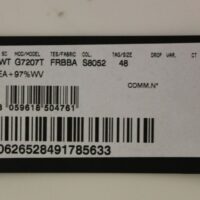 SC MOD/MODEL TES/FABRIC COL. TAG/SIZE DROP VAR. CT
WT G7207T FRBBA S8052 48
EA+97%WV
COMM.N°
8 059618 504761
0626528491785633